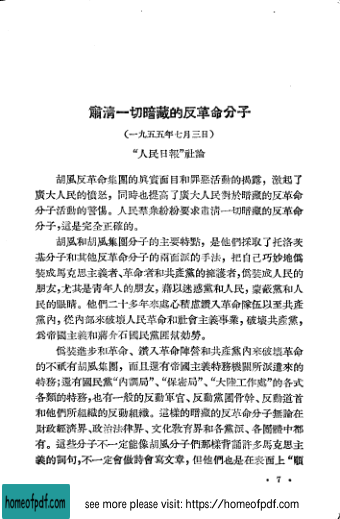 肅清一切暗藏的反革命分子
(一九五五年七月三日)
“人民日報”社論
胡風反革命集團的眞實面目和罪惡活動的揭露，激起了
廣大人民的憤怒，同時也提高了廣大人民對於暗藏的反革命
分子活動的警惕。人民羣衆紛紛要求肅清一切暗藏的反革命
分子，這是完全正確的。
胡風和胡風集團分子的主要特點，是他們採取了托洛茨
基分子和其他反革命分子的兩面派的手法，把自己巧妙地僞
裝成馬克思主義者、革命者和共產黨的擁護者，僞裝成人民的
朋友，尤其是青年人的朋友，藉以迷惑黨和人民，蒙蔽黨和人
民的眼睛。他們二十多年來處心積慮鑽入革命隊伍以至共產
黨內，從內部來破壞人民革命和社會主義事業，破壞共產黨，
爲帝國主義和蔣介石國民黨匪幫効勞。
僞裝進步和革命、鑽入革命陣營和共產黨內來破壞革命
的不祇有胡風集團，而且還有帝國主義特務機關所派遣來的
特務；還有國民黨“內調局”、“保密局”、“大陸工作處”的各式
各類的特務，也有一般的反動軍官、反動黨團骨幹、反動道首
和他們所組織的反動組織。這樣的暗藏的反革命分子無論在
財政經濟界、政治法律界、文化敎育界和各黨派、各團體中都
有。這些分子不一定能像胡風分子們那樣背誦許多馬克思主
義的詞句，不一定會做詩會寫文章，但他們也是在表面上“順
• 7 •
homeofpdf.com
see more please visit: https://homeofpdf.com